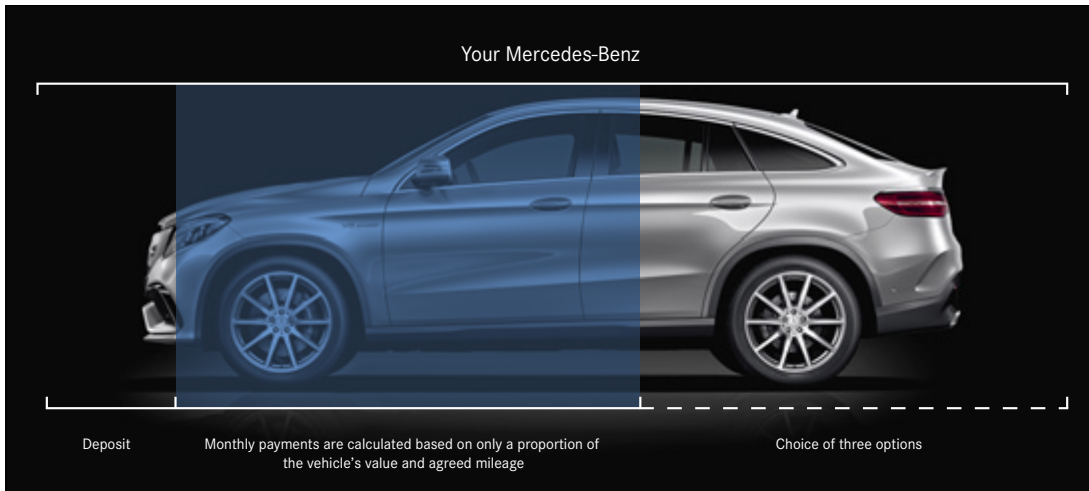 Your Mercedes-Benz
Deposit
Monthly payments are calculated based on only a proportion of
the vehicle's value and agreed mileage
Choice of three options